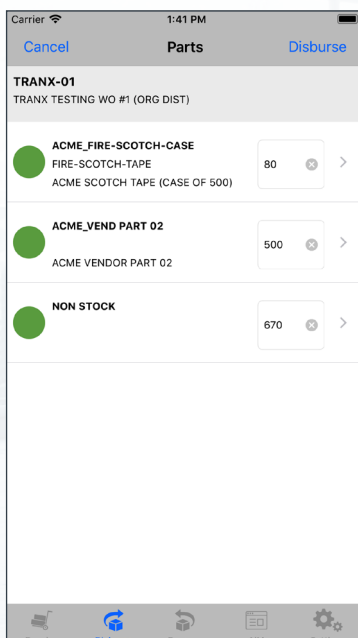 Carrier 1:41 PM
Cancel Parts Disburse
TRANX-01
TRANX TESTING WO #1 (ORG DIST)
ACME_FIRE-SCOTCH-CASE
FIRE-SCOTCH-TAPE
80
ACME SCOTCH TAPE (CASE OF 500)
ACME_VEND PART 02
500
ACME VENDOR PART 02
NON STOCK
670